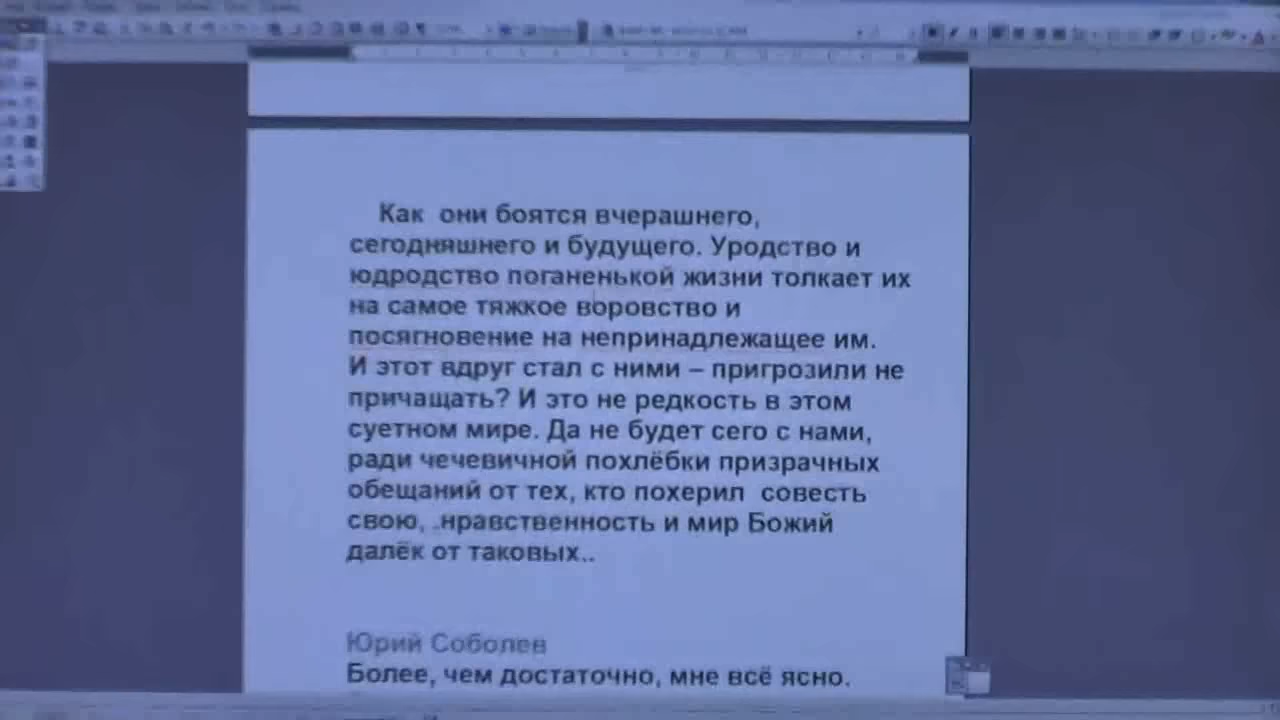 Как они боятся вчерашнего,
сегодняшнего и будущего. Уродство и
юдродство поганенькой жизни толкает их
на самое тяжкое воровство и
посягновение на непринадлежащее им.
И этот вдруг стал с ними – пригрозили не
причащать? И это не редкость в этом
суетном мире. Да не будет сего с нами,
ради чечевичной похлёбки призрачных
обещаний от тех, кто похерил совесть
свою, .нравственность и мир Божий
далёк от таковых..
Юрий Соболев
Более, чем достаточно, мне всё ясно.